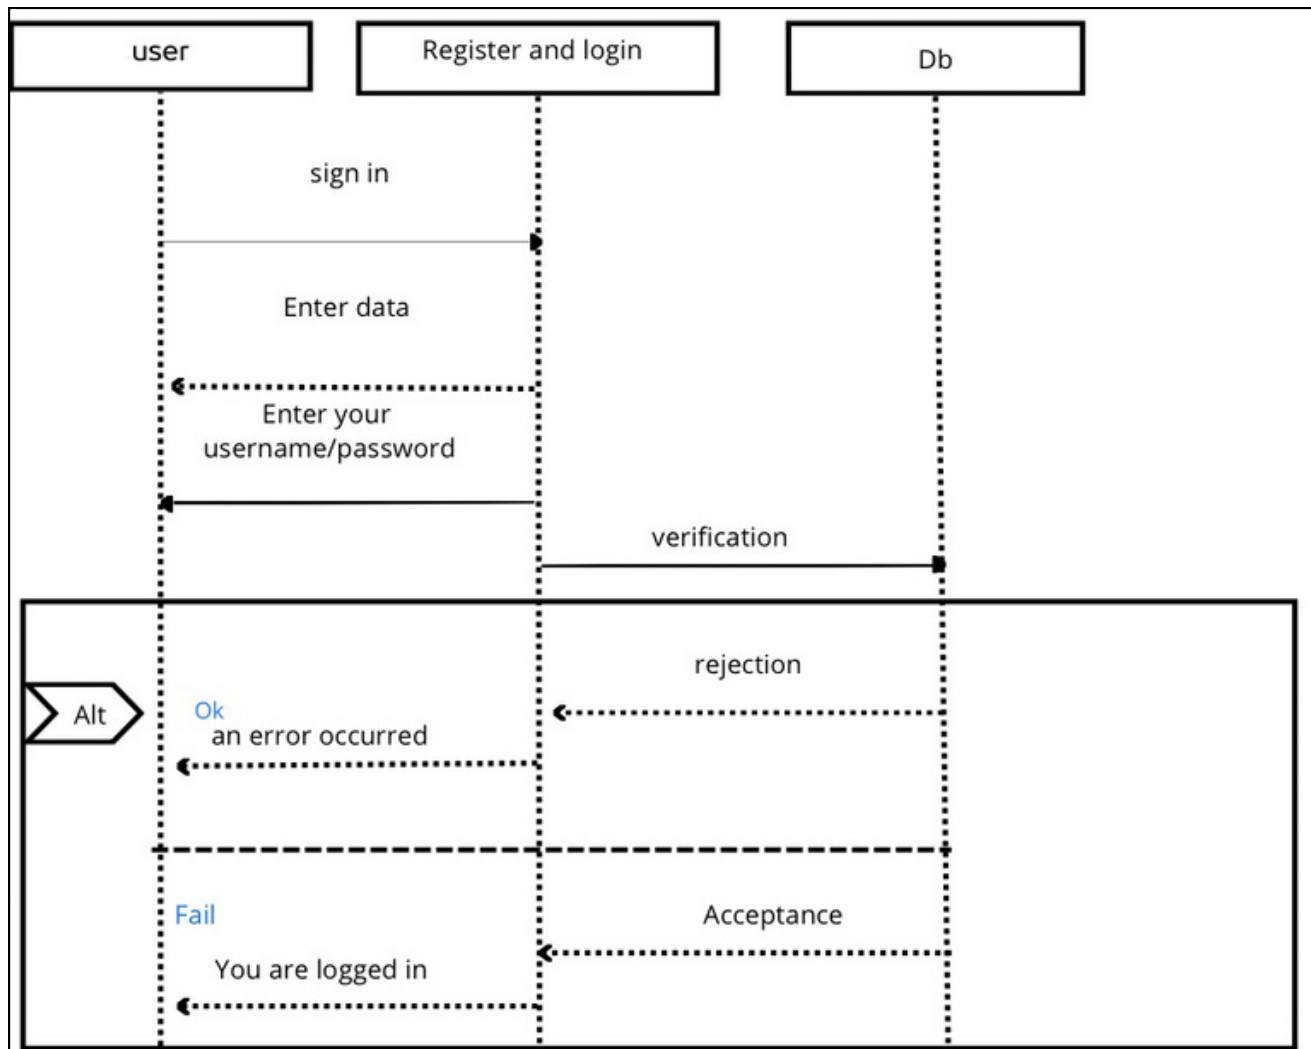 user
Register and login
Db
sign in
Enter data
Enter your
username/password
verification
rejection
Alt
Ok
an error occurred
Fail
Acceptance
You are logged in